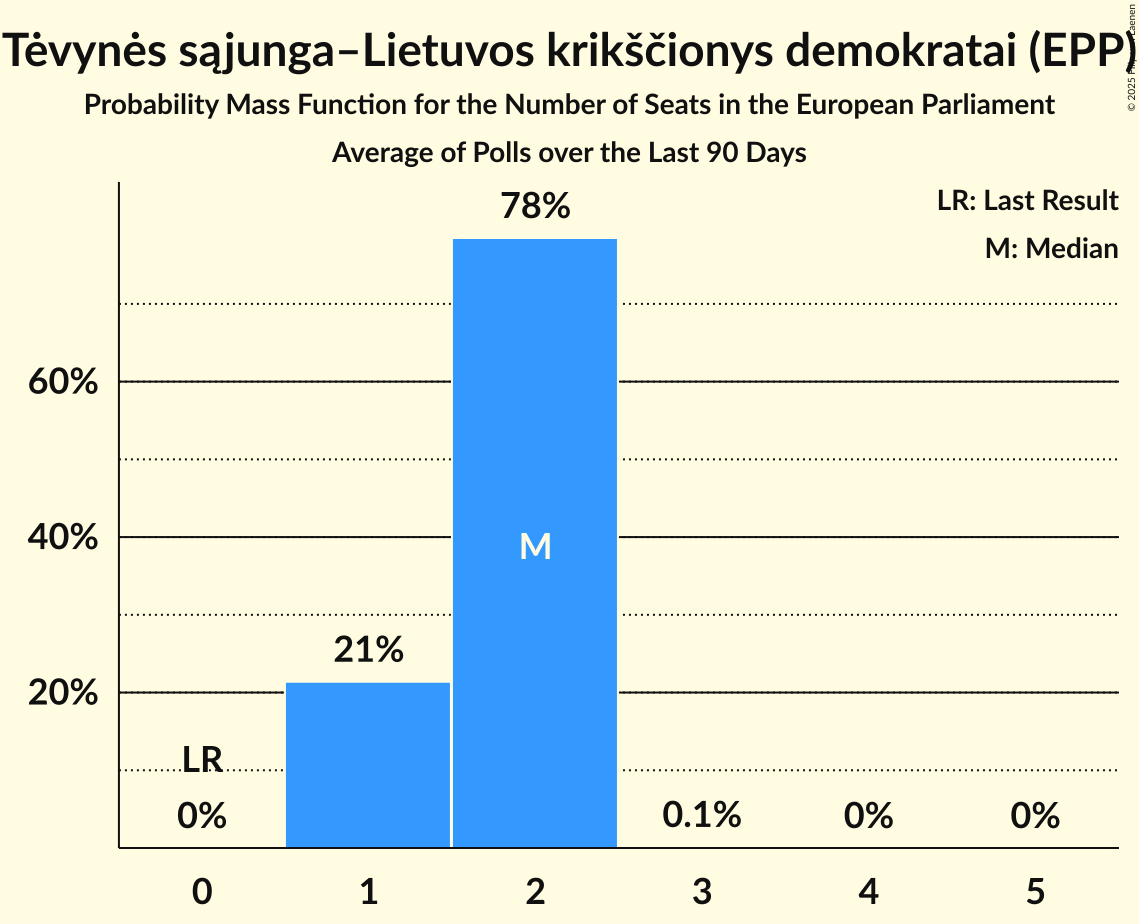 Tėvynės sąjunga–Lietuvos krikščionys demokratai (EPP)
© 2025 Laenen
Probability Mass Function for the Number of Seats in the European Parliament
Average of Polls over the Last 90 Days
LR: Last Result
M: Median
78%
60%
40%
M
21%
20%
LR
0%
0.1%
0%
0%
0
1
2
3
4
5